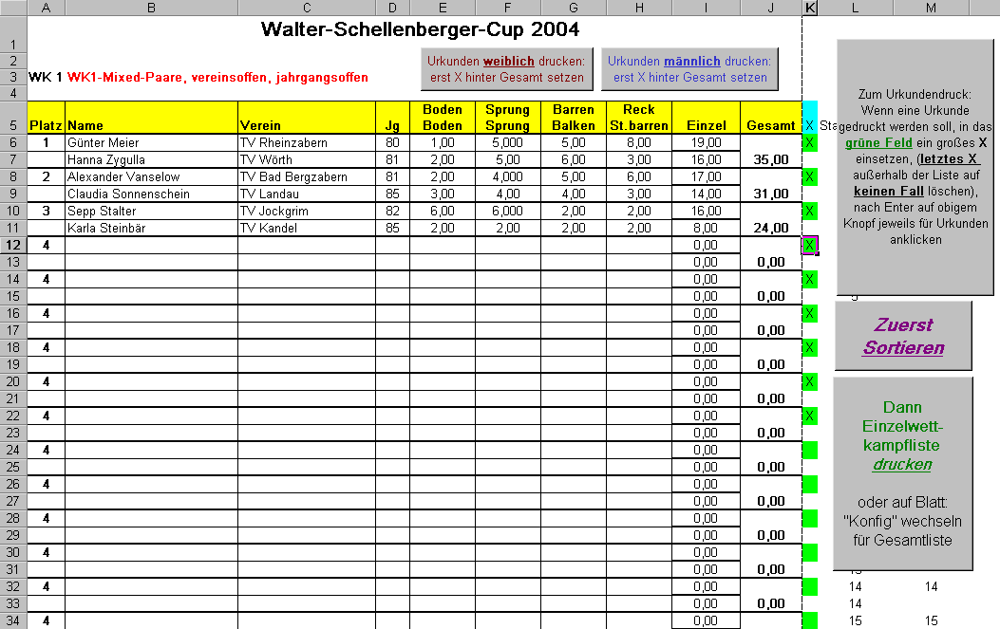 A B C D E F G H I J K L M
1 Walter-Schellenberger-Cup 2004
2 Urkunden weiblich drucken: Urkunden männlich drucken:
3 WK 1 WK1-Mixed-Paare, vereinsoffen, jahrgangsoffen erst X hinter Gesamt setzen erst X hinter Gesamt setzen
4
Boden Sprung Barren Reck
5 Platz Name Verein Jg Boden Sprung Balken St.barren Einzel Gesamt X Sta
6 1 Günter Meier TV Rheinzabern 80 1,00 5,000 5,00 8,00 19,00 X
7 Hanna Zygulla TV Wörth 81 2,00 5,00 6,00 3,00 16,00 35,00
8 2 Alexander Vanselow TV Bad Bergzabern 81 2,00 4,000 5,00 6,00 17,00 X
9 Claudia Sonnenschein TV Landau 85 3,00 4,00 4,00 3,00 14,00 31,00
10 3 Sepp Stalter TV Jockgrim 82 6,00 6,000 2,00 2,00 16,00 X
11 Karla Steinbär TV Kandel 85 2,00 2,00 2,00 2,00 8,00 24,00
12 4 0,00 X
13 0,00 0,00
14 4 0,00 X
15 0,00 0,00
16 4 0,00 X
17 0,00 0,00
18 4 0,00 X
19 0,00 0,00
20 4 0,00 X
21 0,00 0,00
22 4 0,00 X
23 0,00 0,00
24 4 0,00
25 0,00 0,00
26 4 0,00
27 0,00 0,00
28 4 0,00
29 0,00 0,00
30 4 0,00
31 0,00 0,00
32 4 0,00 14 14
33 0,00 0,00 14
34 4 0,00 15 15
Zum Urkundendruck:
Wenn eine Urkunde
gedruckt werden soll, in das
grüne Feld ein großes X
einsetzen, (letztes X
außerhalb der Liste auf
keinen Fall löschen),
nach Enter auf obigem
Knopf jeweils für Urkunden
anklicken
Zuerst
Sortieren
Dann
Einzelwett-
kampfliste
drucken
oder auf Blatt:
"Konfig" wechseln
für Gesamtliste